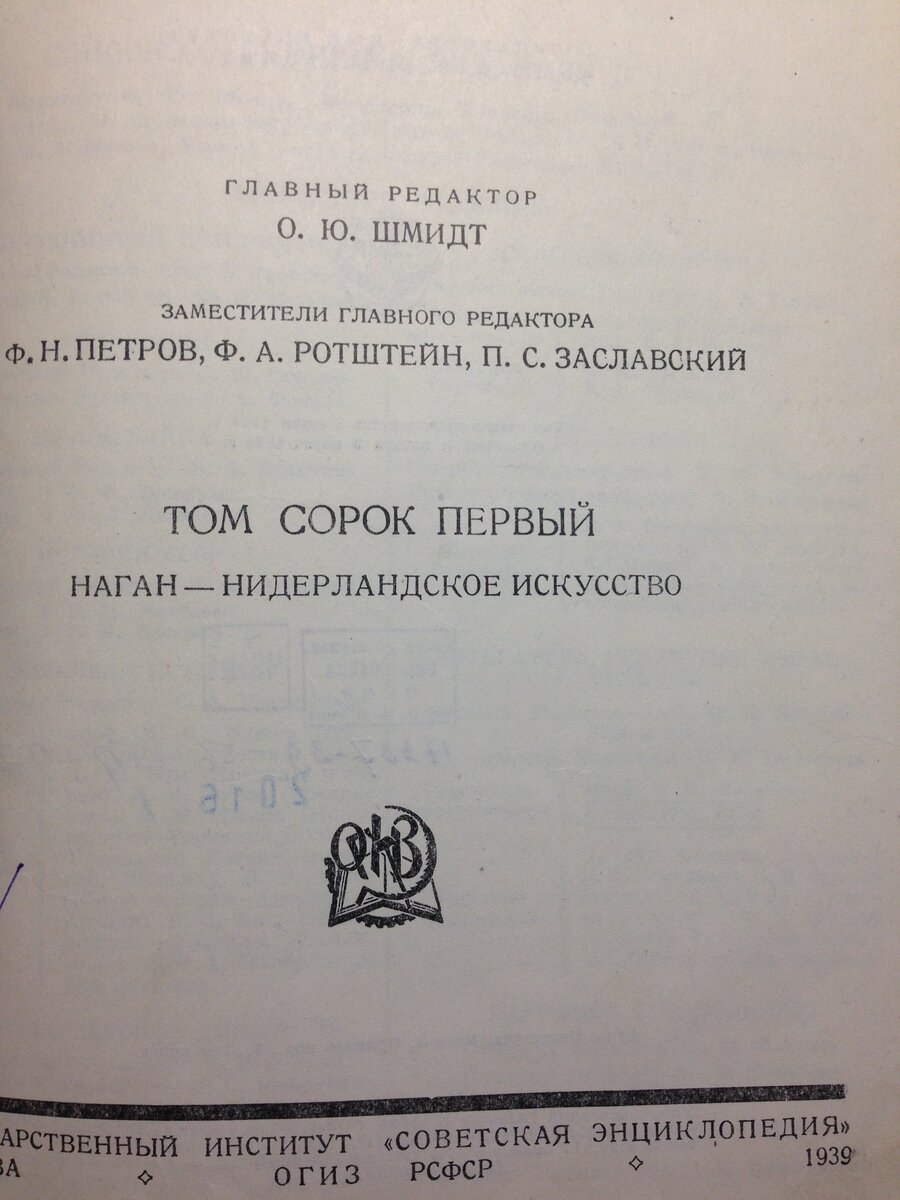 ГЛАВНЫЙ РЕДАКТОР
О. Ю. ШМИДТ
ЗАМЕСТИТЕЛИ ГЛАВНОГО РЕДАКТОРА
Ф. Н. ПЕТРОВ, Ф. А. РОТШТЕЙН, П. С. ЗАСЛАВСКИЙ
ТОМ СОРОК ПЕРВЫЙ
НАГАН — НИДЕРЛАНДСКОЕ ИСКУССТВО
АРСТВЕННЫЙ ИНСТИТУТ «СОВЕТСКАЯ ЭНЦИКЛОПЕДИЯ»
ВА ОГИЗ РСФСР 1939